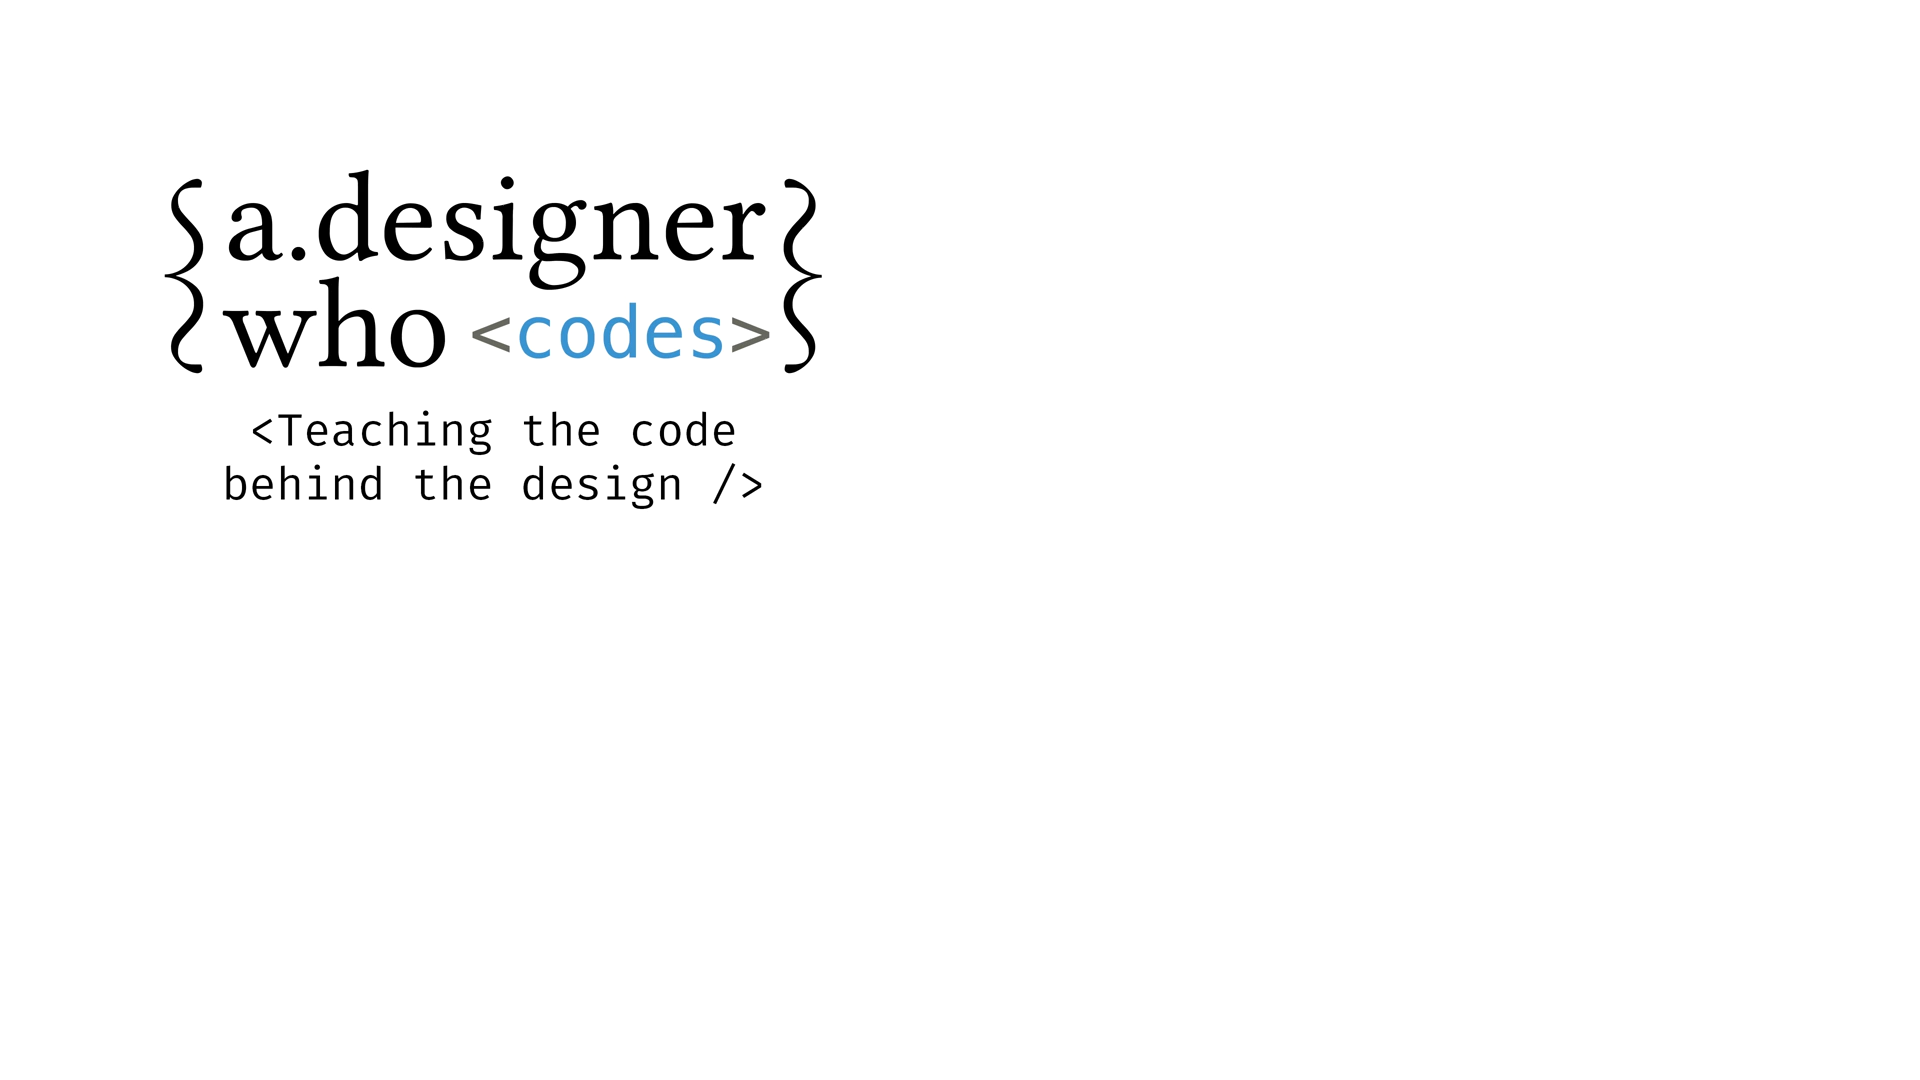 {a.designer
who <codes>}
<Teaching the code
behind the design />